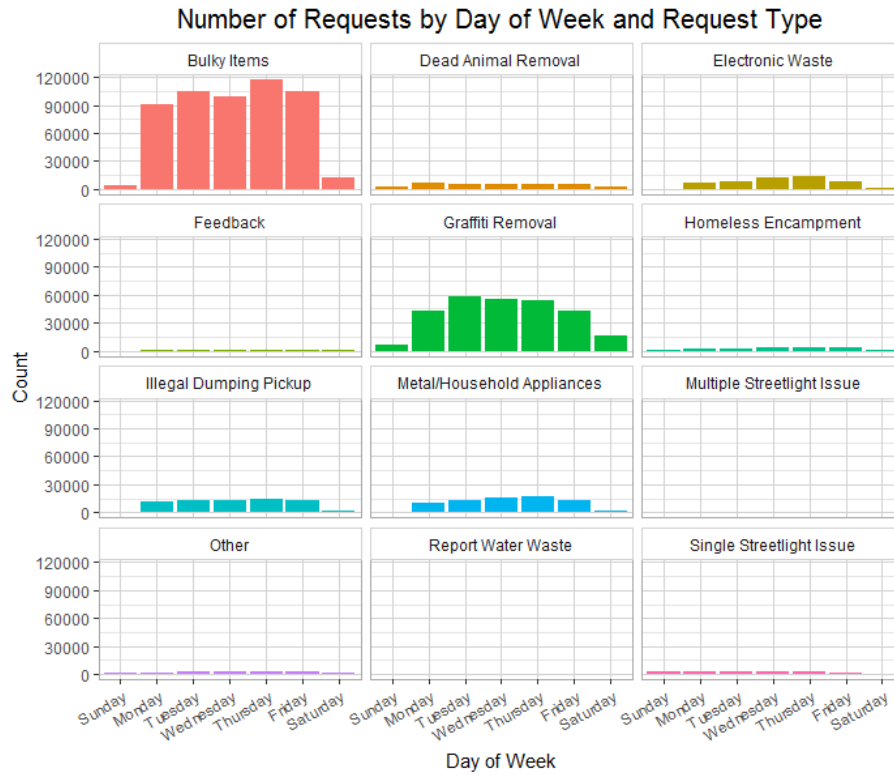 Number of Requests by Day of Week and Request Type
Bulky Items
Dead Animal Removal
Electronic Waste
120000
90000
60000
30000
0
Feedback
Graffiti Removal
Homeless Encampment
120000
90000
60000
30000
0
Count
Illegal Dumping Pickup
Metal/Household Appliances
Multiple Streetlight Issue
120000
90000
60000
30000
0
Other
Report Water Waste
Single Streetlight Issue
120000
90000
60000
30000
0
Sunday
Monday
Tuesday
Wednesday
Thursday
Friday
Saturday
Sunday
Monday
Tuesday
Wednesday
Thursday
Friday
Saturday
Sunday
Monday
Tuesday
Wednesday
Thursday
Friday
Saturday
Day of Week